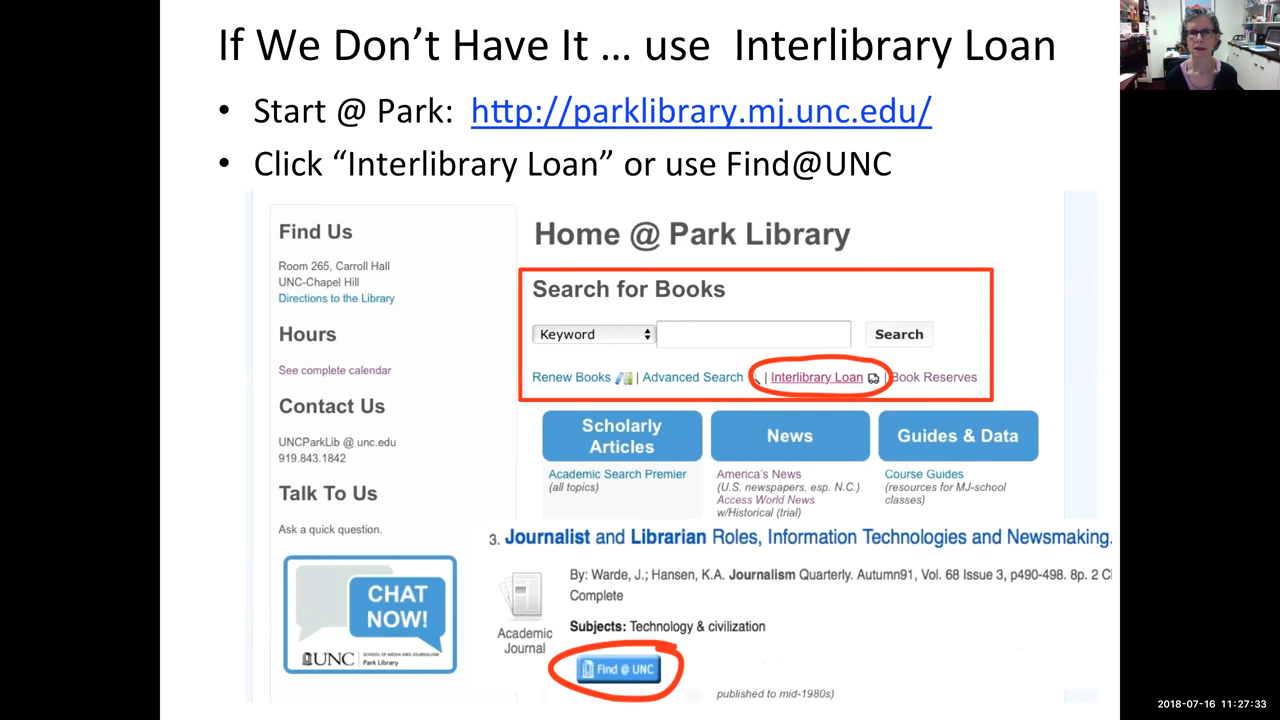 If We Don't Have It … use Interlibrary Loan
• Start @ Park: http://parklibrary.mj.unc.edu/
• Click “Interlibrary Loan” or use Find@UNC
Find Us
Room 265, Carroll Hall
UNC-Chapel Hill
Directions to the Library
Hours
See complete calendar
Contact Us
UNCParkLib @ unc.edu
919.843.1842
Talk To Us
Ask a quick question.
CHAT
NOW!
UNC SCHOOL OF MEDIA AND JOURNALISM
Park Library
Home @ Park Library
Search for Books
Keyword Search
Renew Books | Advanced Search | Interlibrary Loan | Book Reserves
Scholarly
Articles
Academic Search Premier
(all topics)
News
America's News
(U.S. newspapers, esp. N.C.)
Access World News
w/Historical (trial)
Guides & Data
Course Guides
(resources for MJ-school
classes)
3. Journalist and Librarian Roles, Information Technologies and Newsmaking.
By: Warde, J.; Hansen, K.A. Journalism Quarterly. Autumn91, Vol. 68 Issue 3, p490-498. 8p. 2 C
Complete
Subjects: Technology & civilization
Academic
Journal
Find @ UNC
published to mid-1980s)
2018-07-16 11:27:33